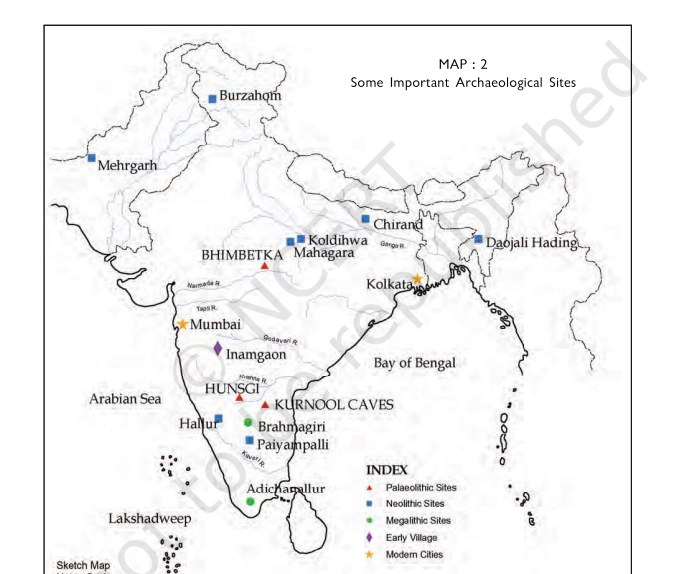 MAP : 2
Some Important Archaeological Sites
Burzahom
Mehrgarh
Chirand
Koldihwa
Mahagara
Daojali Hading
Ganga R.
BHIMBETKA
Kolkata
Narmada R.
Tapti R.
Mumbai
Godavari R.
Inamgaon
Bay of Bengal
Krishna R.
HUNSGI
Arabian Sea
KURNOOL CAVES
Hallur
Brahmagiri
Paiyampalli
Kaveri R.
INDEX
Palaeolithic Sites
Neolithic Sites
Megalithic Sites
Early Village
Modern Cities
Adichanallur
Lakshadweep
Sketch Map
© NCERT
not to be republished